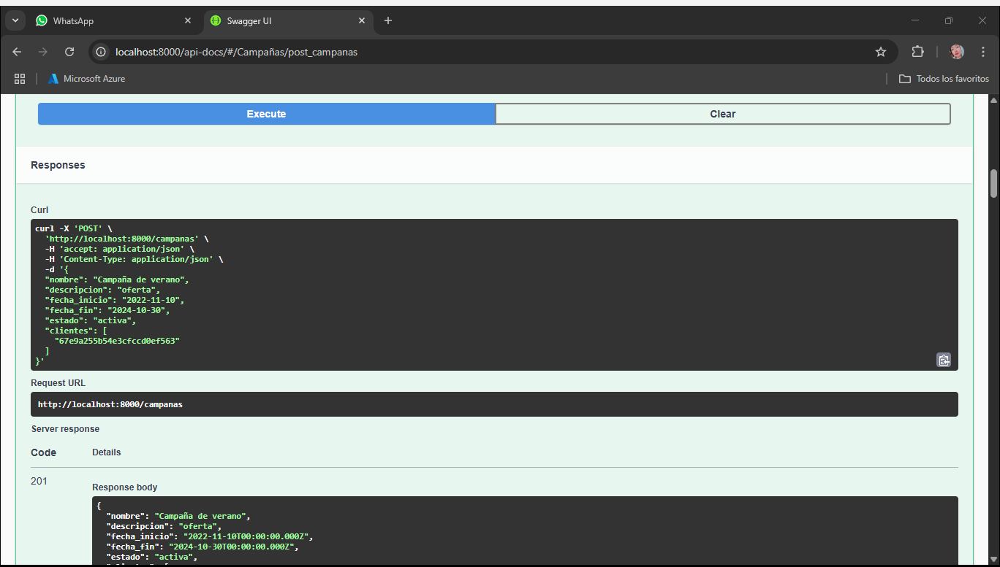 WhatsApp
Swagger UI
localhost:8000/api-docs/#/Campañas/post_campanas
Microsoft Azure
Todos los favoritos
Execute
Clear
Responses
Curl
curl -X 'POST' \
  'http://localhost:8000/campanas' \
  -H 'accept: application/json' \
  -H 'Content-Type: application/json' \
  -d '{
  "nombre": "Campaña de verano",
  "descripcion": "oferta",
  "fecha_inicio": "2022-11-10",
  "fecha_fin": "2024-10-30",
  "estado": "activa",
  "clientes": [
    "67e9a255b54e3cfccd0ef563"
  ]
}'
Request URL
http://localhost:8000/campanas
Server response
Code Details
201
Response body
{
  "nombre": "Campaña de verano",
  "descripcion": "oferta",
  "fecha_inicio": "2022-11-10T00:00:00.000Z",
  "fecha_fin": "2024-10-30T00:00:00.000Z",
  "estado": "activa",